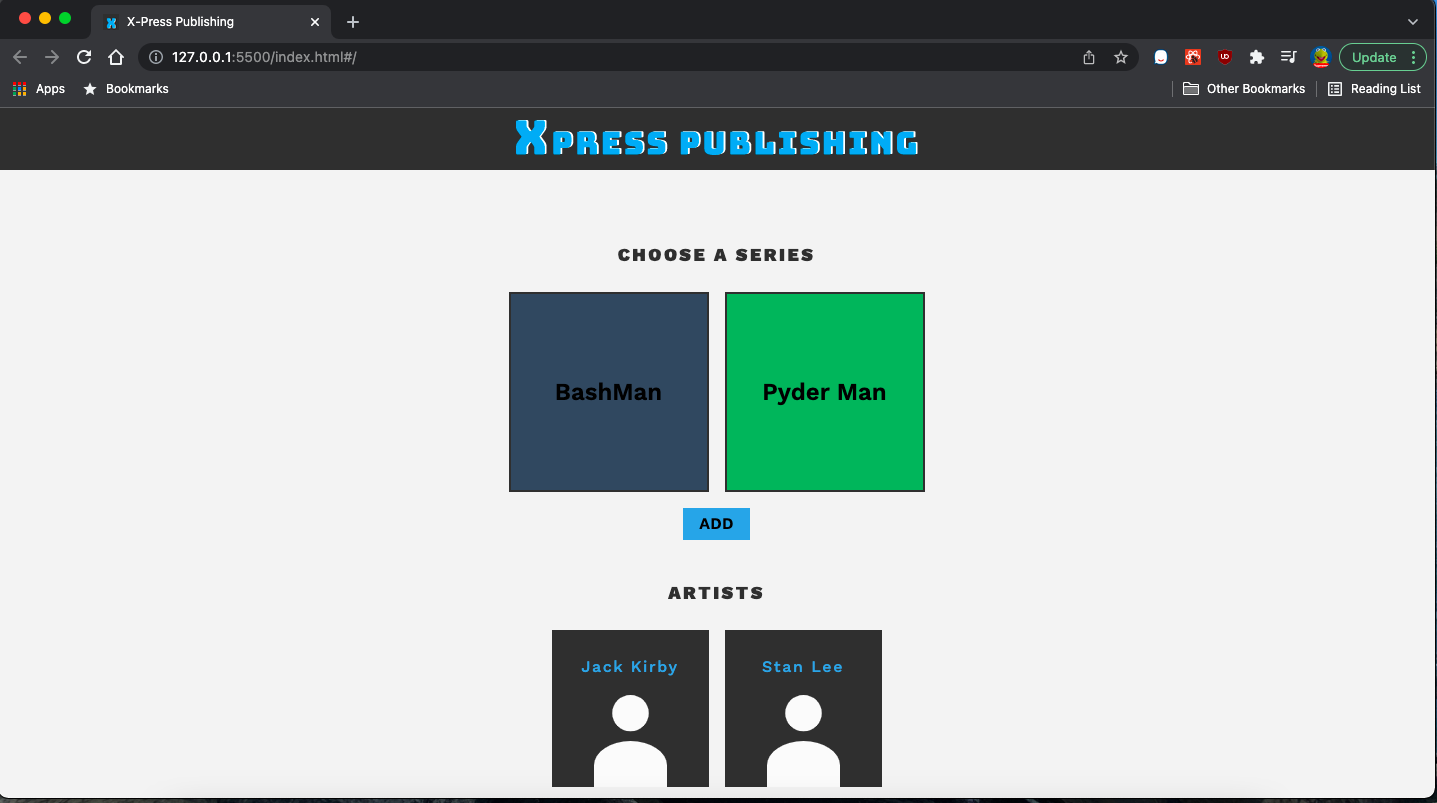 X-Press Publishing
127.0.0.1:5500/index.html#/
Update
Apps
Bookmarks
Other Bookmarks
Reading List
XPRESS PUBLISHING
CHOOSE A SERIES
BashMan
Pyder Man
ADD
ARTISTS
Jack Kirby
Stan Lee